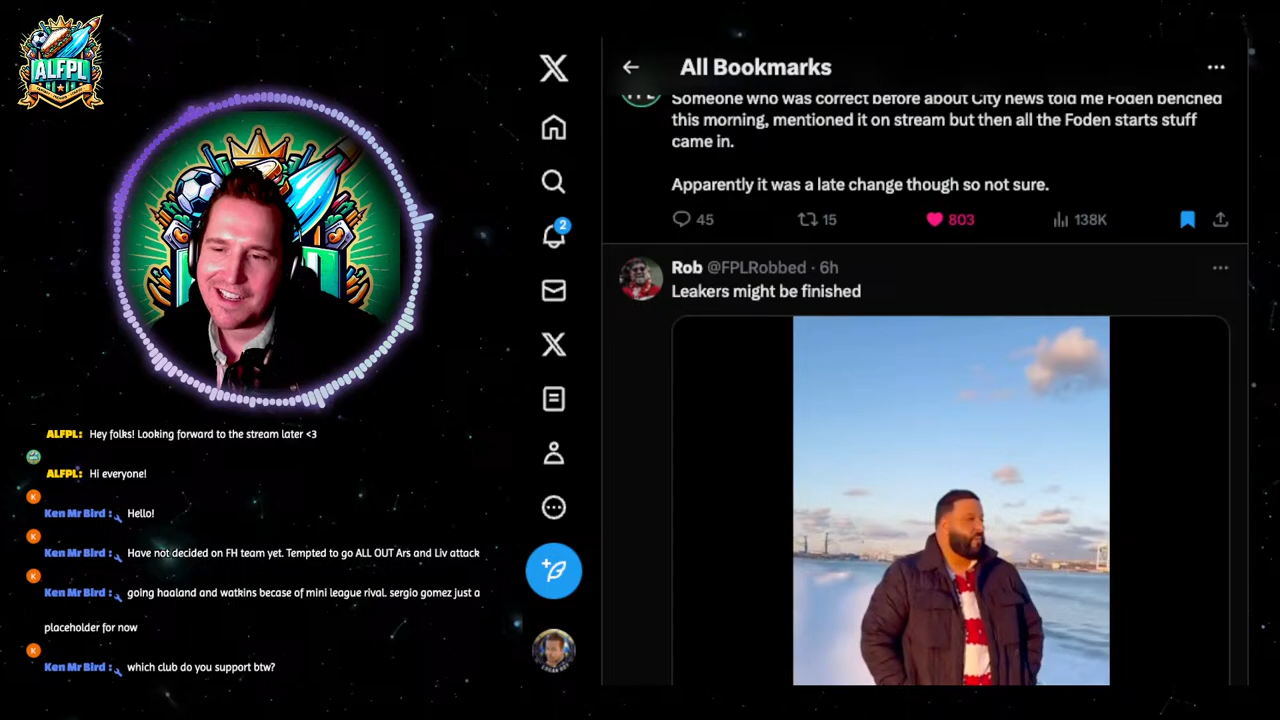 ALFPL
ALFPL: Hey folks! Looking forward to the stream later <3
ALFPL: Hi everyone!
K
Ken Mr Bird : Hello!
K
Ken Mr Bird : Have not decided on FH team yet. Tempted to go ALL OUT Ars and Liv attack
K
Ken Mr Bird : going haaland and watkins becase of mini league rival. sergio gomez just a
placeholder for now
K
Ken Mr Bird : which club do you support btw?
2
All Bookmarks
Someone who was correct before about City news told me Foden benched
this morning, mentioned it on stream but then all the Foden starts stuff
came in.
Apparently it was a late change though so not sure.
45 15 803 138K
Rob @FPLRobbed · 6h
Leakers might be finished